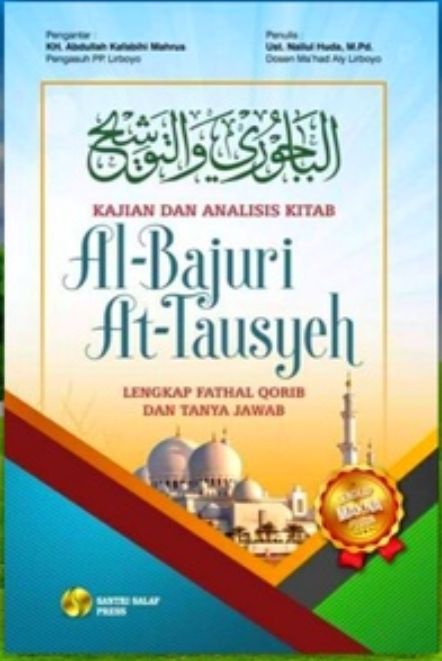 Pengantar :
KH. Abdullah Kafabihi Mahrus
Pengasuh PP. Lirboyo
Penulis :
Ust. Nailul Huda, M.Pd.
Dosen Ma'had Aly Lirboyo
الباجوري والتوشيح
KAJIAN DAN ANALISIS KITAB
Al-Bajuri
At-Tausyeh
LENGKAP FATHAL QORIB
DAN TANYA JAWAB
MAKNA
SANTRI SALAF
PRESS